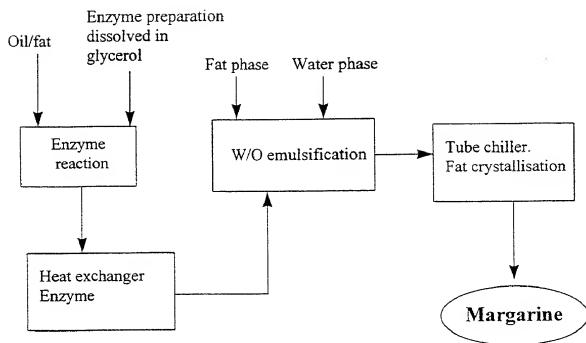 Oil/fat
Enzyme preparation
dissolved in
glycerol
Fat phase
Water phase
Enzyme
reaction
W/O emulsification
Tube chiller.
Fat crystallisation
Heat exchanger
Enzyme
Margarine